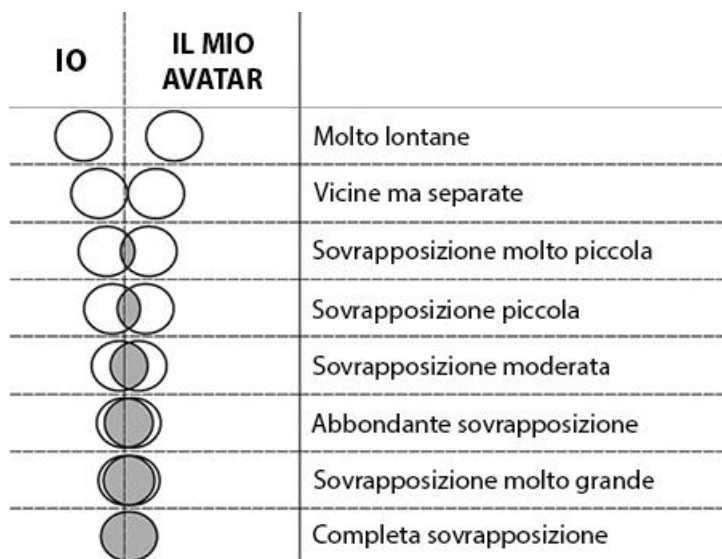 IO
IL MIO
AVATAR
Molto lontane
Vicine ma separate
Sovrapposizione molto piccola
Sovrapposizione piccola
Sovrapposizione moderata
Abbondante sovrapposizione
Sovrapposizione molto grande
Completa sovrapposizione